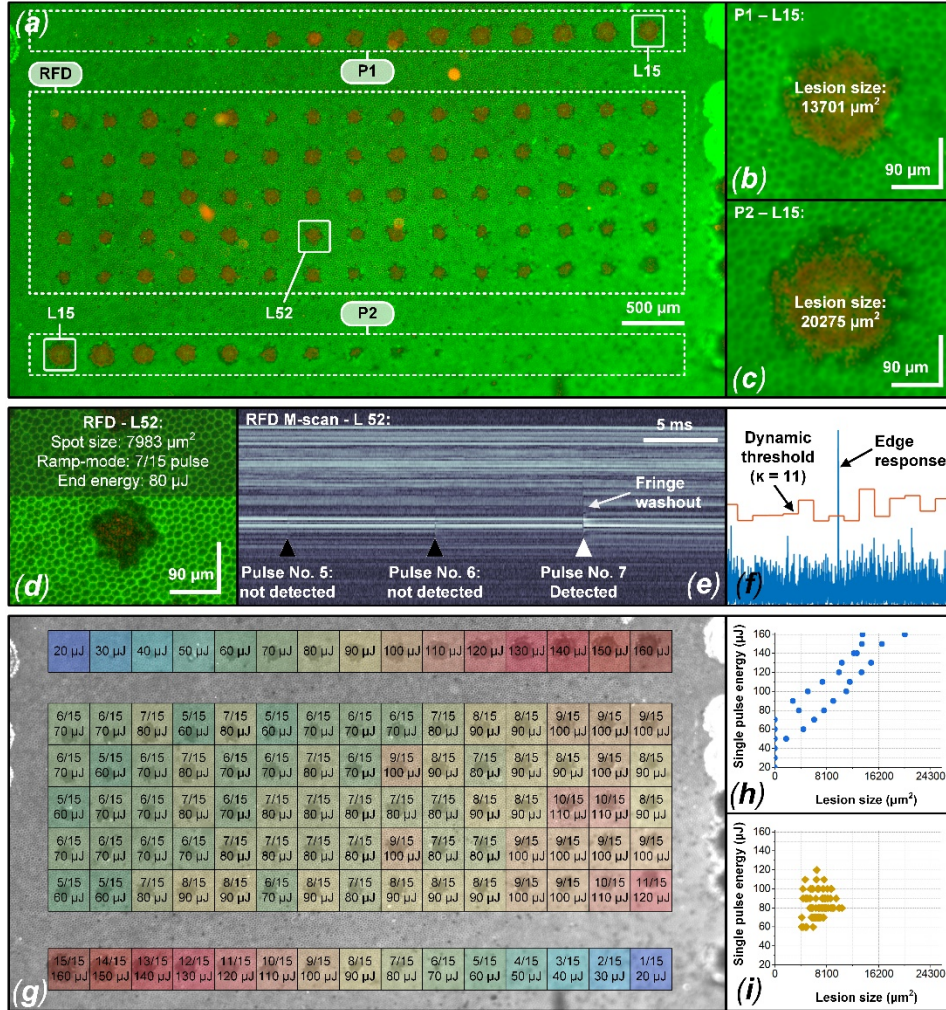 (a)
RFD
P1
L15
L15
L52
P2
500 µm
P1 – L15:
Lesion size:
13701 µm²
90 µm
(b)
P2 – L15:
Lesion size:
20275 µm²
90 µm
(c)
RFD - L52:
Spot size: 7983 µm²
Ramp-mode: 7/15 pulse
End energy: 80 µJ
90 µm
(d)
RFD M-scan - L 52:
5 ms
Fringe
washout
Pulse No. 5:
not detected
Pulse No. 6:
not detected
Pulse No. 7
Detected
(e)
Dynamic
threshold
(κ = 11)
Edge
response
(f)
20 µJ 30 µJ 40 µJ 50 µJ 60 µJ 70 µJ 80 µJ 90 µJ 100 µJ 110 µJ 120 µJ 130 µJ 140 µJ 150 µJ 160 µJ
6/15 6/15 7/15 5/15 7/15 5/15 6/15 6/15 6/15 7/15 8/15 8/15 9/15 9/15 9/15
70 µJ 70 µJ 80 µJ 60 µJ 80 µJ 60 µJ 70 µJ 70 µJ 70 µJ 80 µJ 90 µJ 90 µJ 100 µJ 100 µJ 100 µJ
6/15 5/15 6/15 7/15 6/15 6/15 7/15 6/15 9/15 8/15 7/15 8/15 9/15 9/15 8/15
70 µJ 60 µJ 70 µJ 80 µJ 70 µJ 70 µJ 80 µJ 70 µJ 100 µJ 90 µJ 80 µJ 90 µJ 100 µJ 100 µJ 90 µJ
5/15 6/15 6/15 6/15 7/15 7/15 7/15 7/15 8/15 7/15 8/15 8/15 10/15 10/15 8/15
60 µJ 70 µJ 70 µJ 70 µJ 80 µJ 80 µJ 80 µJ 80 µJ 90 µJ 80 µJ 90 µJ 90 µJ 110 µJ 110 µJ 90 µJ
6/15 6/15 6/15 6/15 7/15 7/15 7/15 7/15 9/15 7/15 7/15 9/15 9/15 9/15 9/15
70 µJ 70 µJ 70 µJ 70 µJ 80 µJ 80 µJ 80 µJ 80 µJ 100 µJ 80 µJ 80 µJ 100 µJ 100 µJ 100 µJ 100 µJ
5/15 5/15 7/15 8/15 7/15 8/15 7/15 7/15 8/15 8/15 8/15 9/15 9/15 10/15 11/15
60 µJ 60 µJ 80 µJ 90 µJ 80 µJ 90 µJ 80 µJ 80 µJ 90 µJ 90 µJ 90 µJ 100 µJ 100 µJ 110 µJ 120 µJ
15/15 14/15 13/15 12/15 11/15 10/15 9/15 8/15 7/15 6/15 5/15 4/15 3/15 2/15 1/15
160 µJ 150 µJ 140 µJ 130 µJ 120 µJ 110 µJ 100 µJ 90 µJ 80 µJ 70 µJ 60 µJ 50 µJ 40 µJ 30 µJ 20 µJ
(g)
Single pulse energy (µJ)
160
140
120
100
80
60
40
20
0 8100 16200 24300
Lesion size (µm²)
(h)
Single pulse energy (µJ)
160
140
120
100
80
60
40
20
0 8100 16200 24300
Lesion size (µm²)
(i)